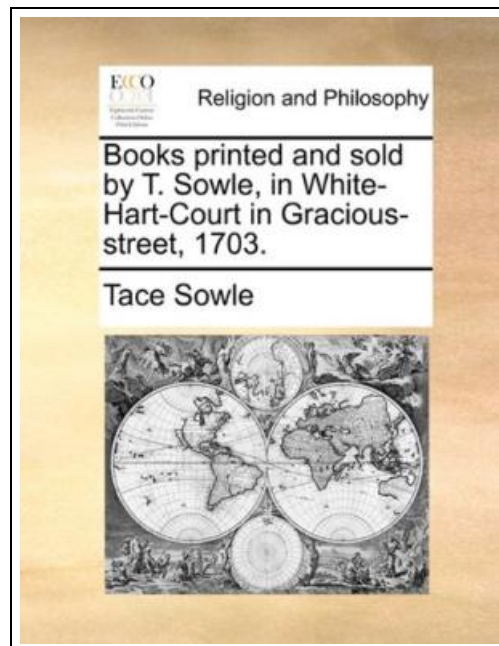 ECCO
Religion and Philosophy
Books printed and sold
by T. Sowle, in White-
Hart-Court in Gracious-
street, 1703.
Tace Sowle